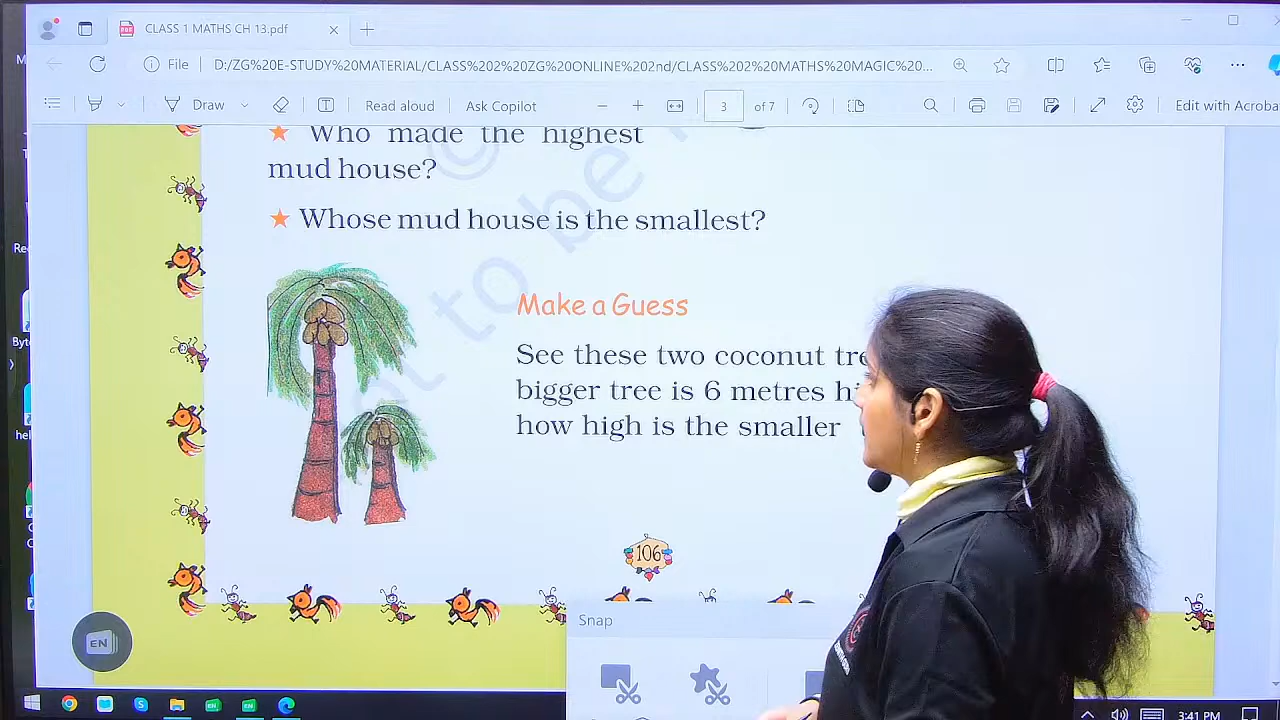 CLASS 1 MATHS CH 13.pdf
File D:/ZG%20E-STUDY%20MATERIAL/CLASS%202%20ZG%20ONLINE%202nd/CLASS%202%20MATHS%20MAGIC%20...
Draw Read aloud Ask Copilot 3 of 7 Edit with Acroba
★ Who made the highest
mud house?
★ Whose mud house is the smallest?
to be
Make a Guess
See these two coconut tre
bigger tree is 6 metres hi
how high is the smaller
106
Snap
EN
3:41 PM